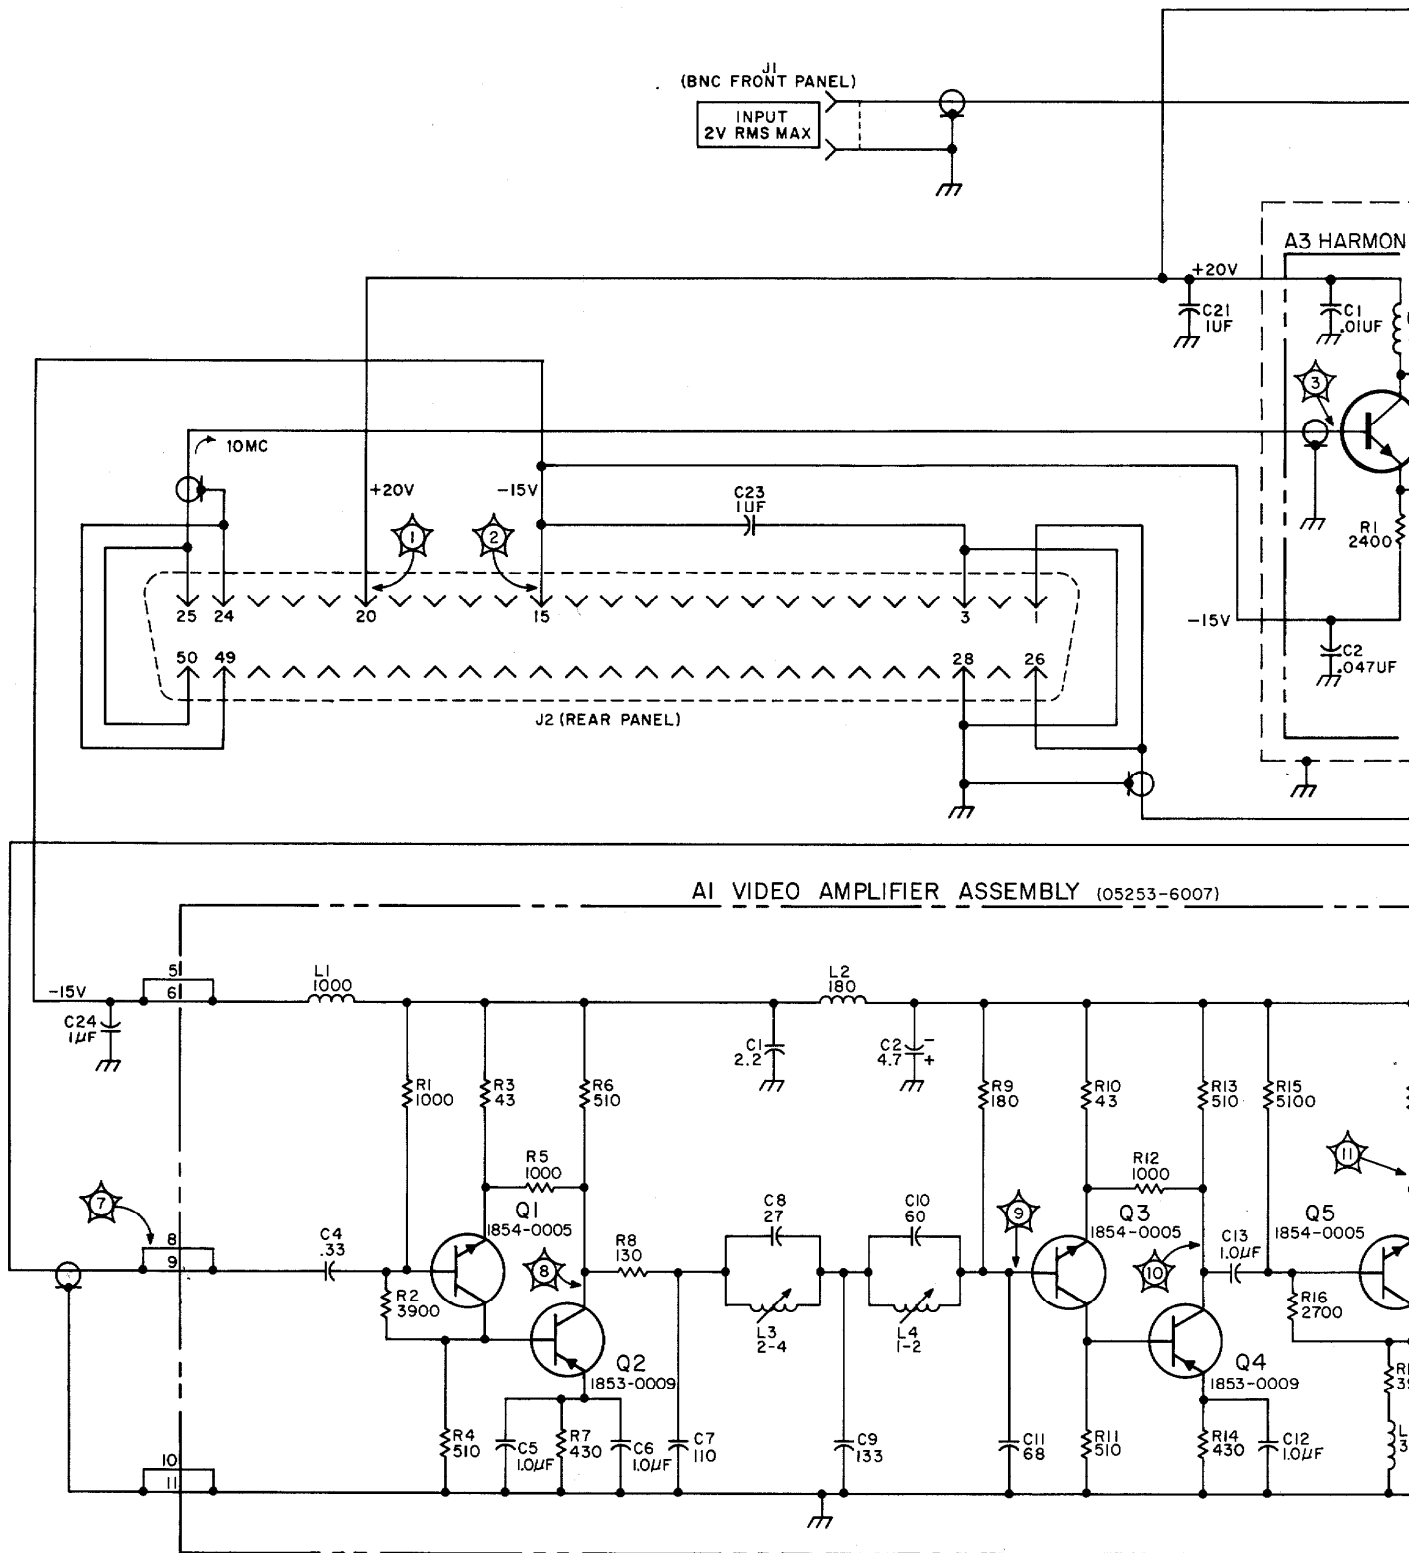 J1
(BNC FRONT PANEL)
INPUT
2V RMS MAX
A3 HARMON
+20V
C21
1UF
C1
.01UF
3
10MC
+20V
-15V
C23
1UF
1
2
R1
2400
25 24 20 15 3 1
-15V
50 49 28 26
C2
.047UF
J2 (REAR PANEL)
A1 VIDEO AMPLIFIER ASSEMBLY (05253-6007)
5
6
-15V
L1
1000
L2
180
C24
1µF
C1
2.2
C2
4.7
-
+
R1
1000
R3
43
R6
510
R9
180
R10
43
R13
510
R15
5100
R5
1000
R12
1000
11
7
Q1
1854-0005
C8
27
C10
60
9
Q3
1854-0005
Q5
1854-0005
8
9
C4
.33
8
R8
130
10
C13
1.0µF
R2
3900
R16
2700
L3
2-4
L4
1-2
Q2
1853-0009
Q4
1853-0009
R4
510
C5
1.0µF
R7
430
C6
1.0µF
C7
110
C9
133
C11
68
R11
510
R14
430
C12
1.0µF
10
11